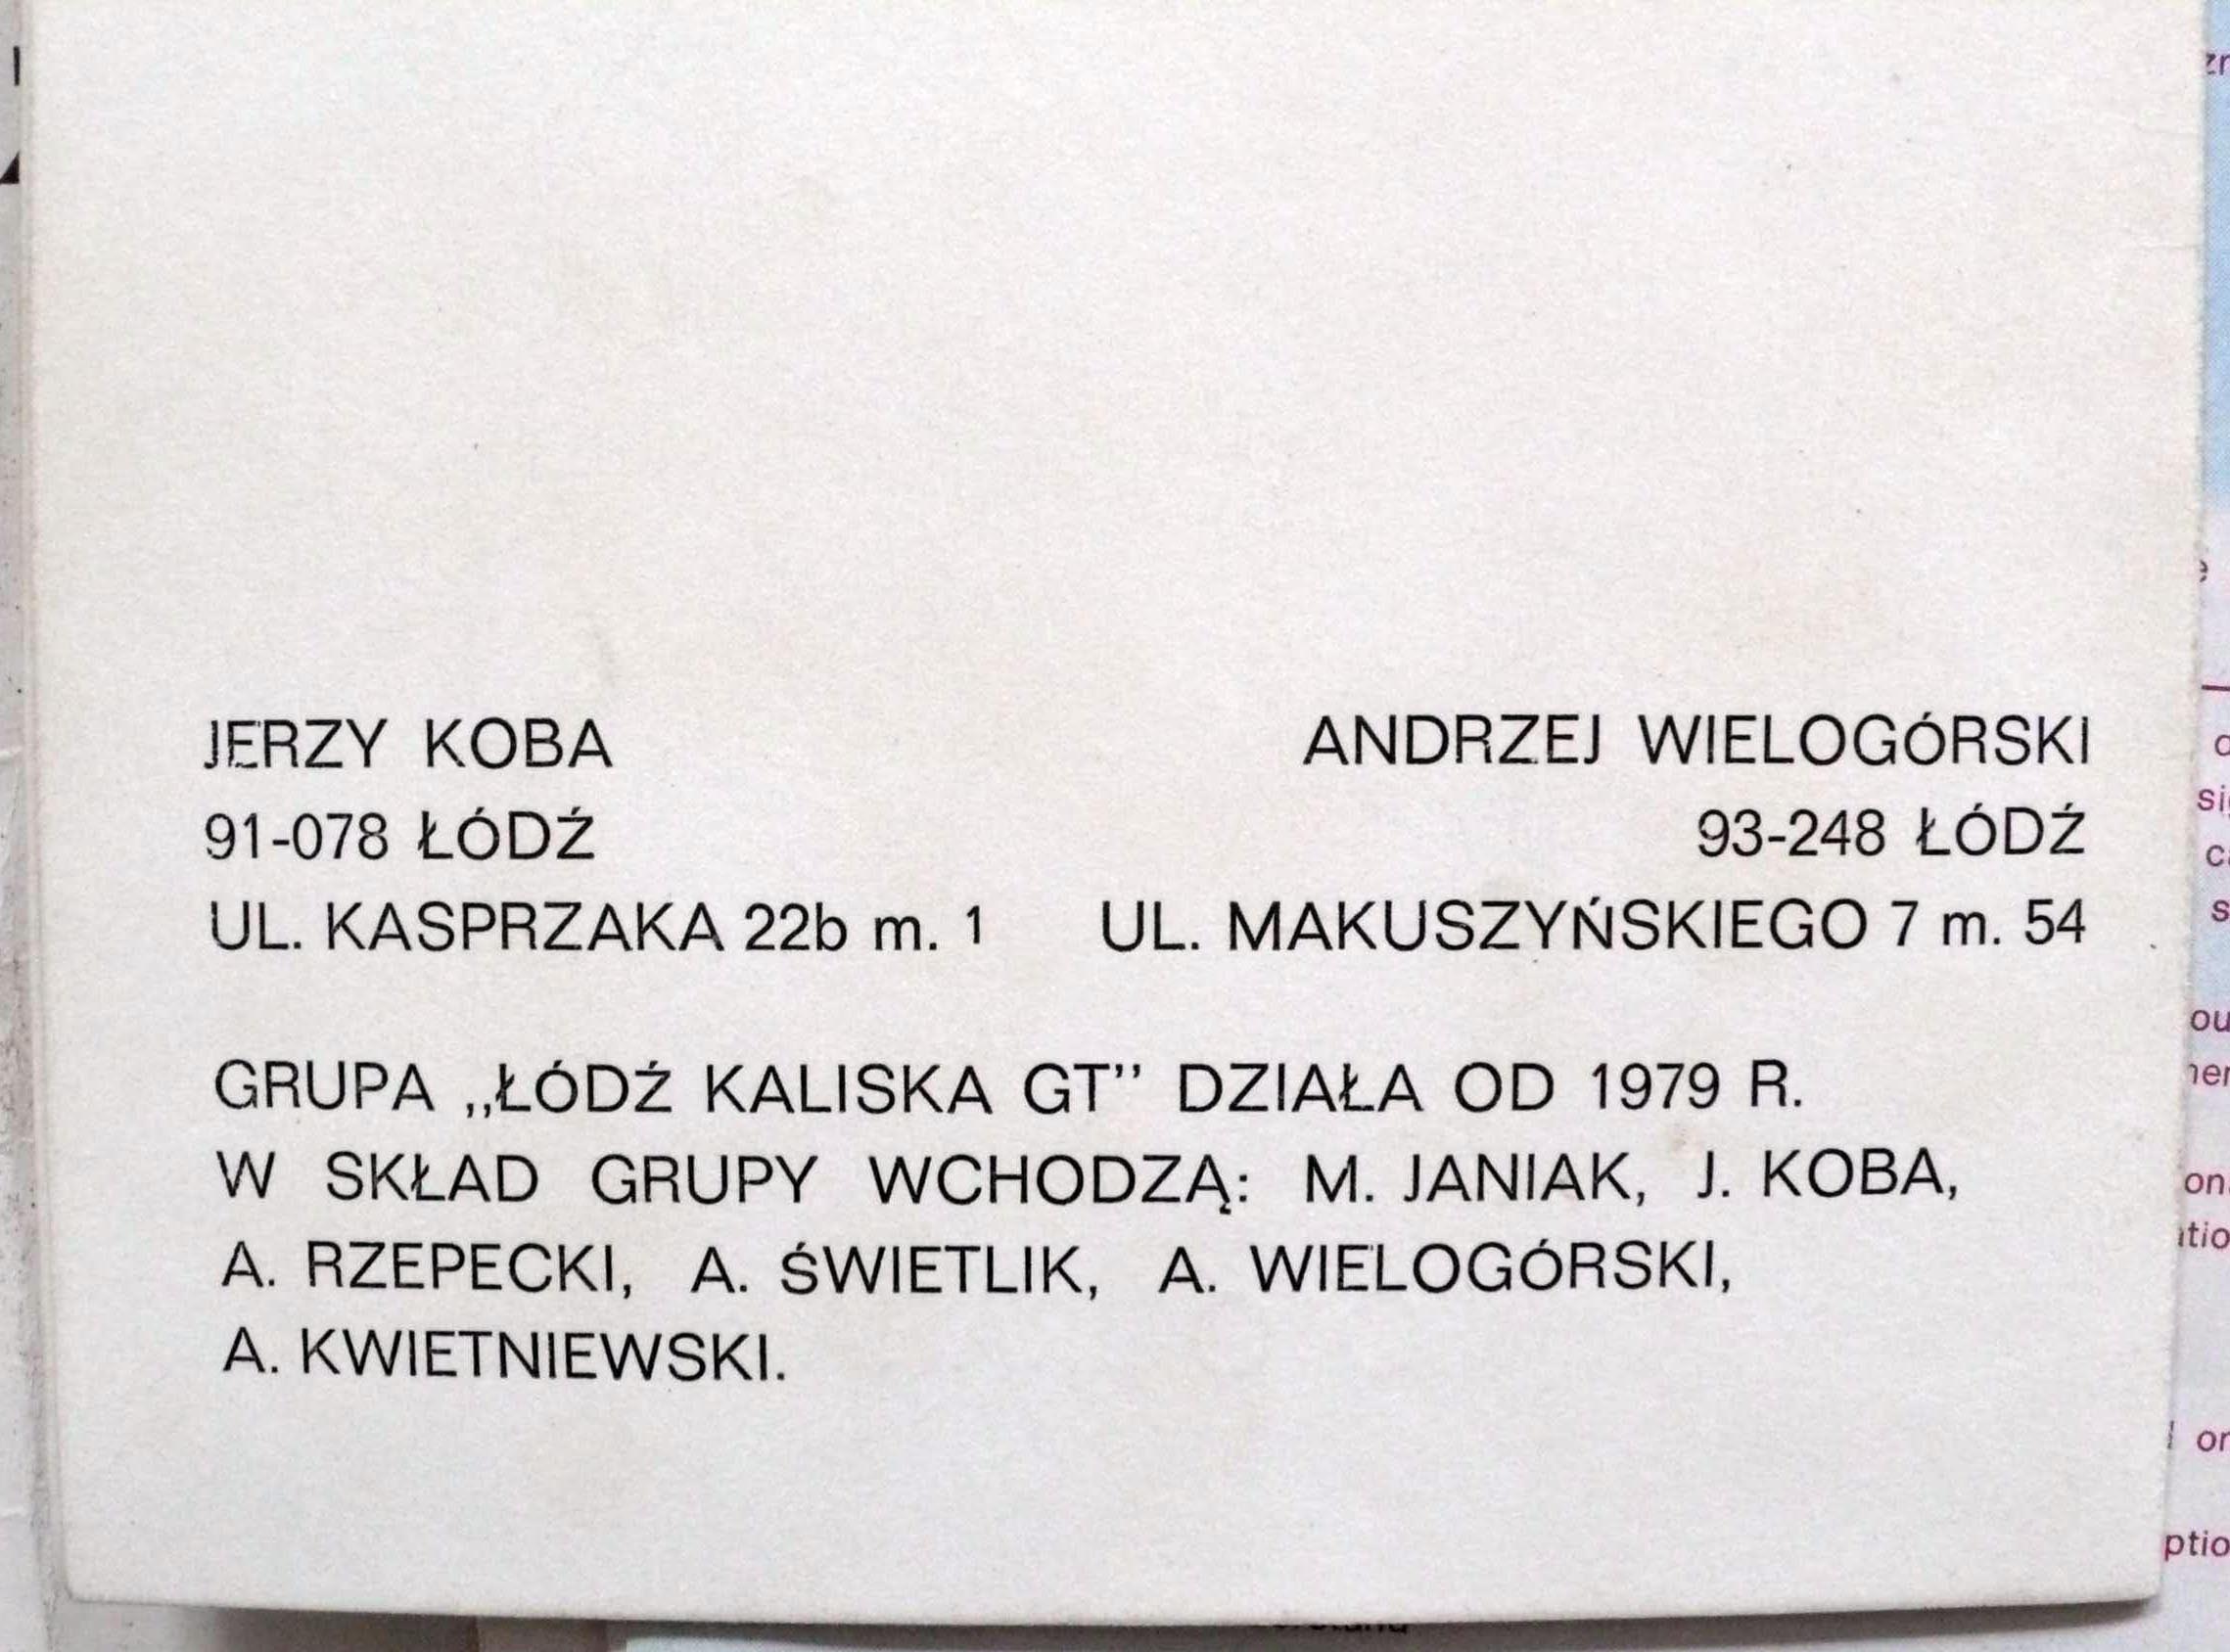 JERZY KOBA
91-078 ŁÓDŹ
UL. KASPRZAKA 22b m. 1
ANDRZEJ WIELOGÓRSKI
93-248 ŁÓDŹ
UL. MAKUSZYŃSKIEGO 7 m. 54
GRUPA „ŁÓDŹ KALISKA GT” DZIAŁA OD 1979 R.
W SKŁAD GRUPY WCHODZĄ: M. JANIAK, J. KOBA,
A. RZEPECKI, A. ŚWIETLIK, A. WIELOGÓRSKI,
A. KWIETNIEWSKI.